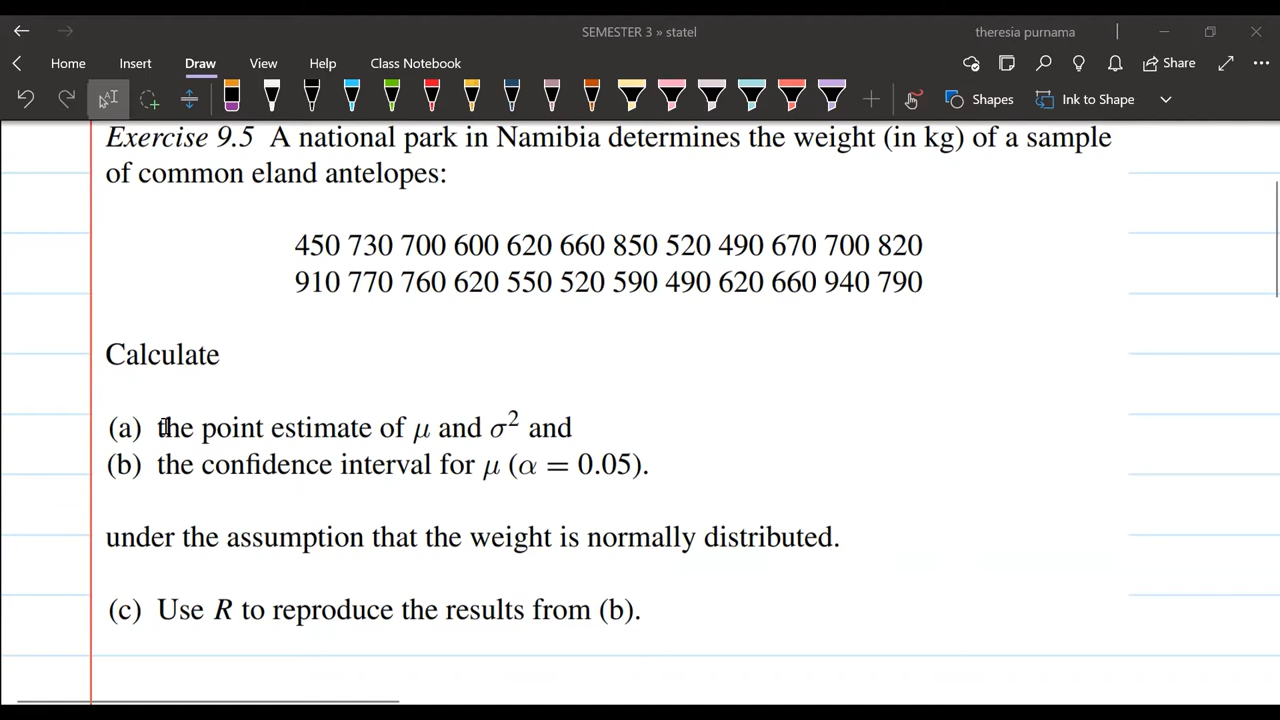 SEMESTER 3 » statel
theresia purnama
Home Insert Draw View Help Class Notebook
Share
Shapes
Ink to Shape
Exercise 9.5 A national park in Namibia determines the weight (in kg) of a sample
of common eland antelopes:
450 730 700 600 620 660 850 520 490 670 700 820
910 770 760 620 550 520 590 490 620 660 940 790
Calculate
(a) the point estimate of μ and σ² and
(b) the confidence interval for μ (α = 0.05).
under the assumption that the weight is normally distributed.
(c) Use R to reproduce the results from (b).